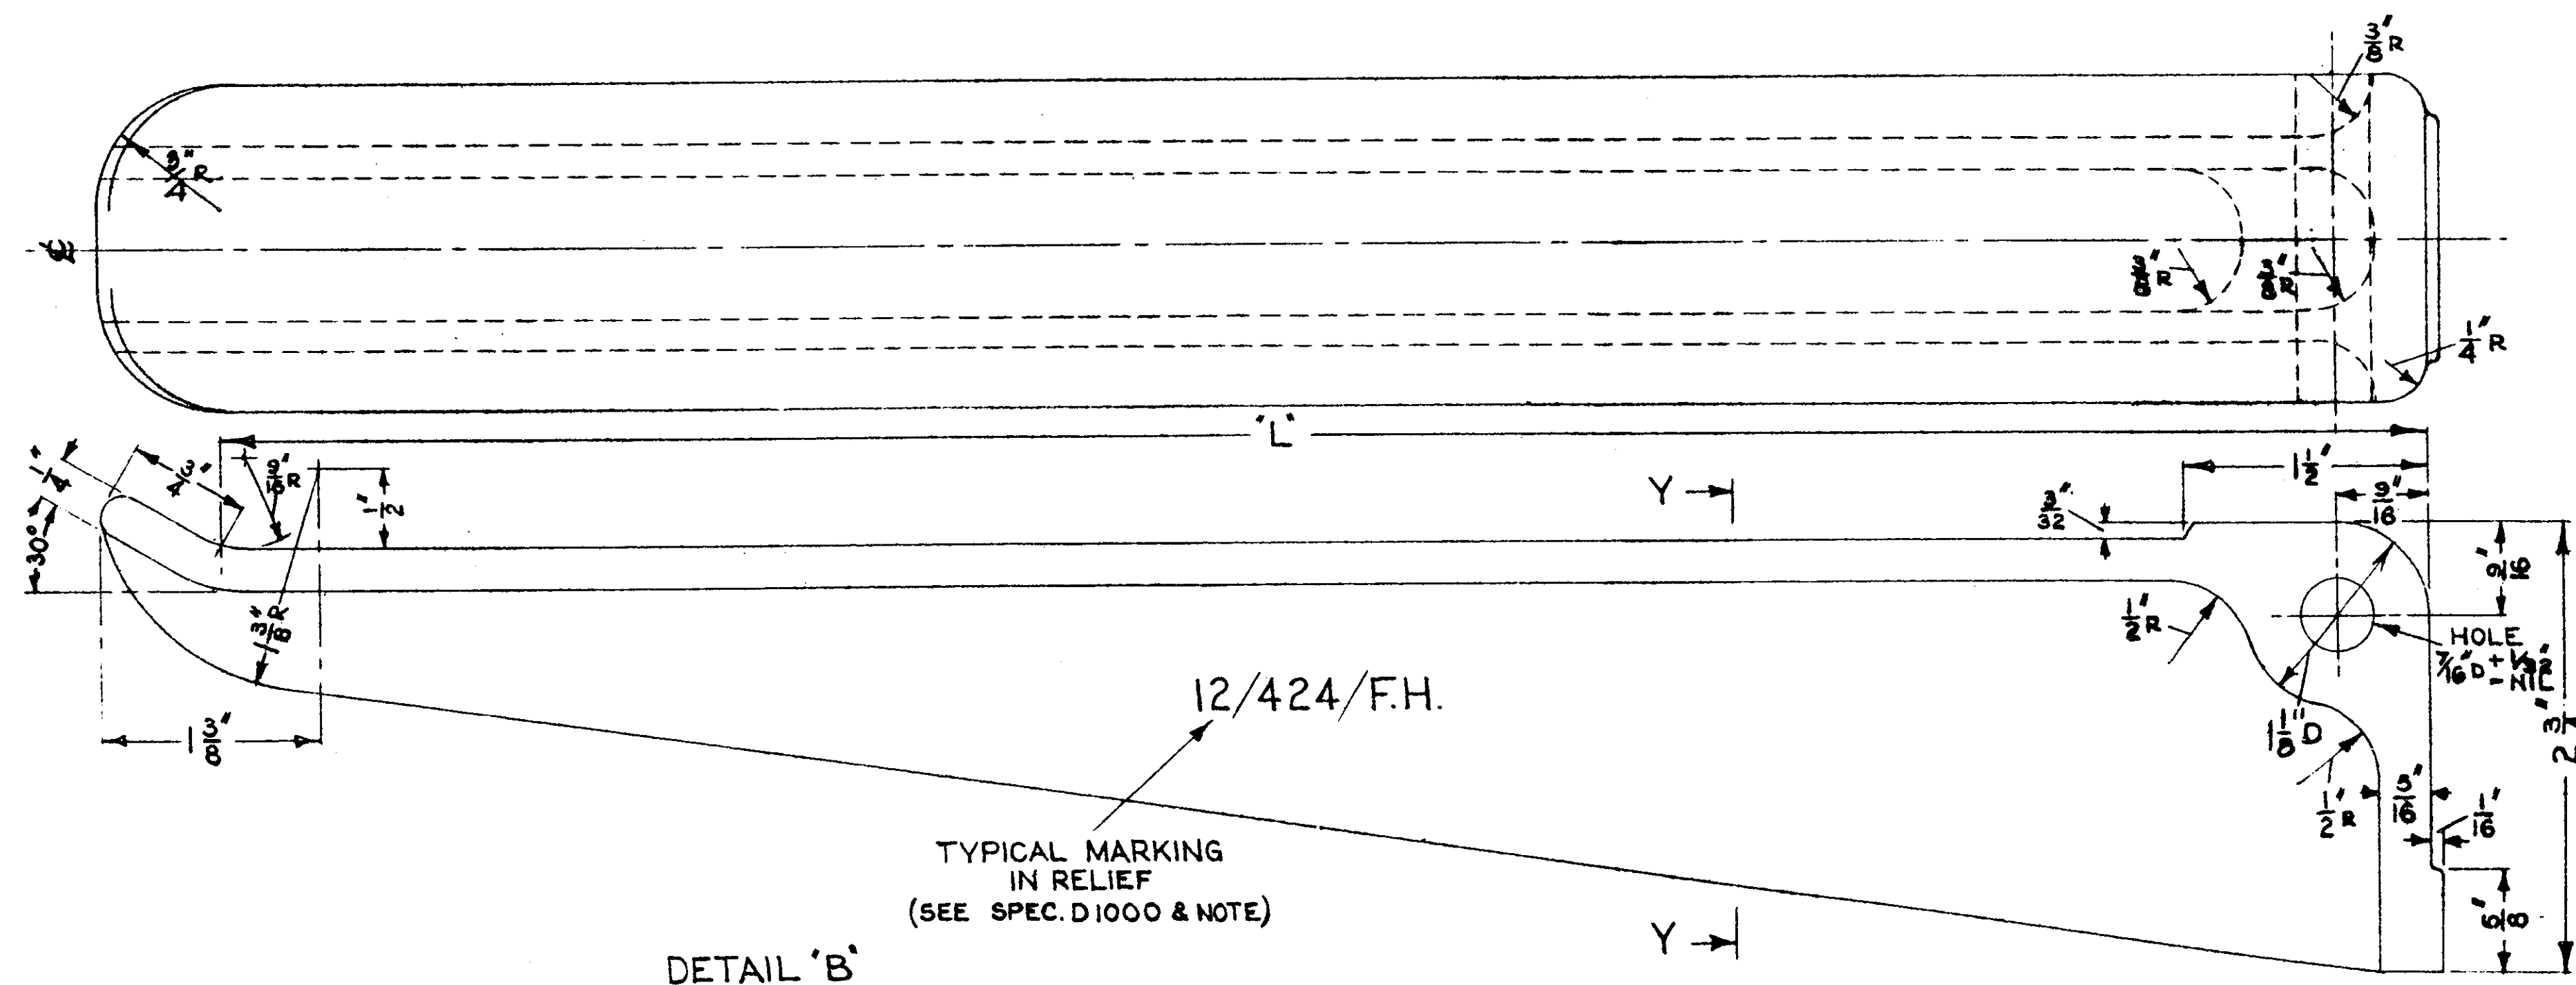 3/8" R
3/4" R
℄
3/8" R
3/8" R
1/4" R
"L"
1/4"
3/4"
9/16" R
1/2"
Y
3/32"
1 1/2"
9/16"
30°
1 3/8" R
9/16"
1/2" R
HOLE
7/16" D + 1/32"
- NIL
12/424/F.H.
1 1/8" D
2 3/4"
1 3/8"
1/2" R
5/16"
1/16"
TYPICAL MARKING
IN RELIEF
(SEE SPEC. D1000 & NOTE)
Y
DETAIL "B"